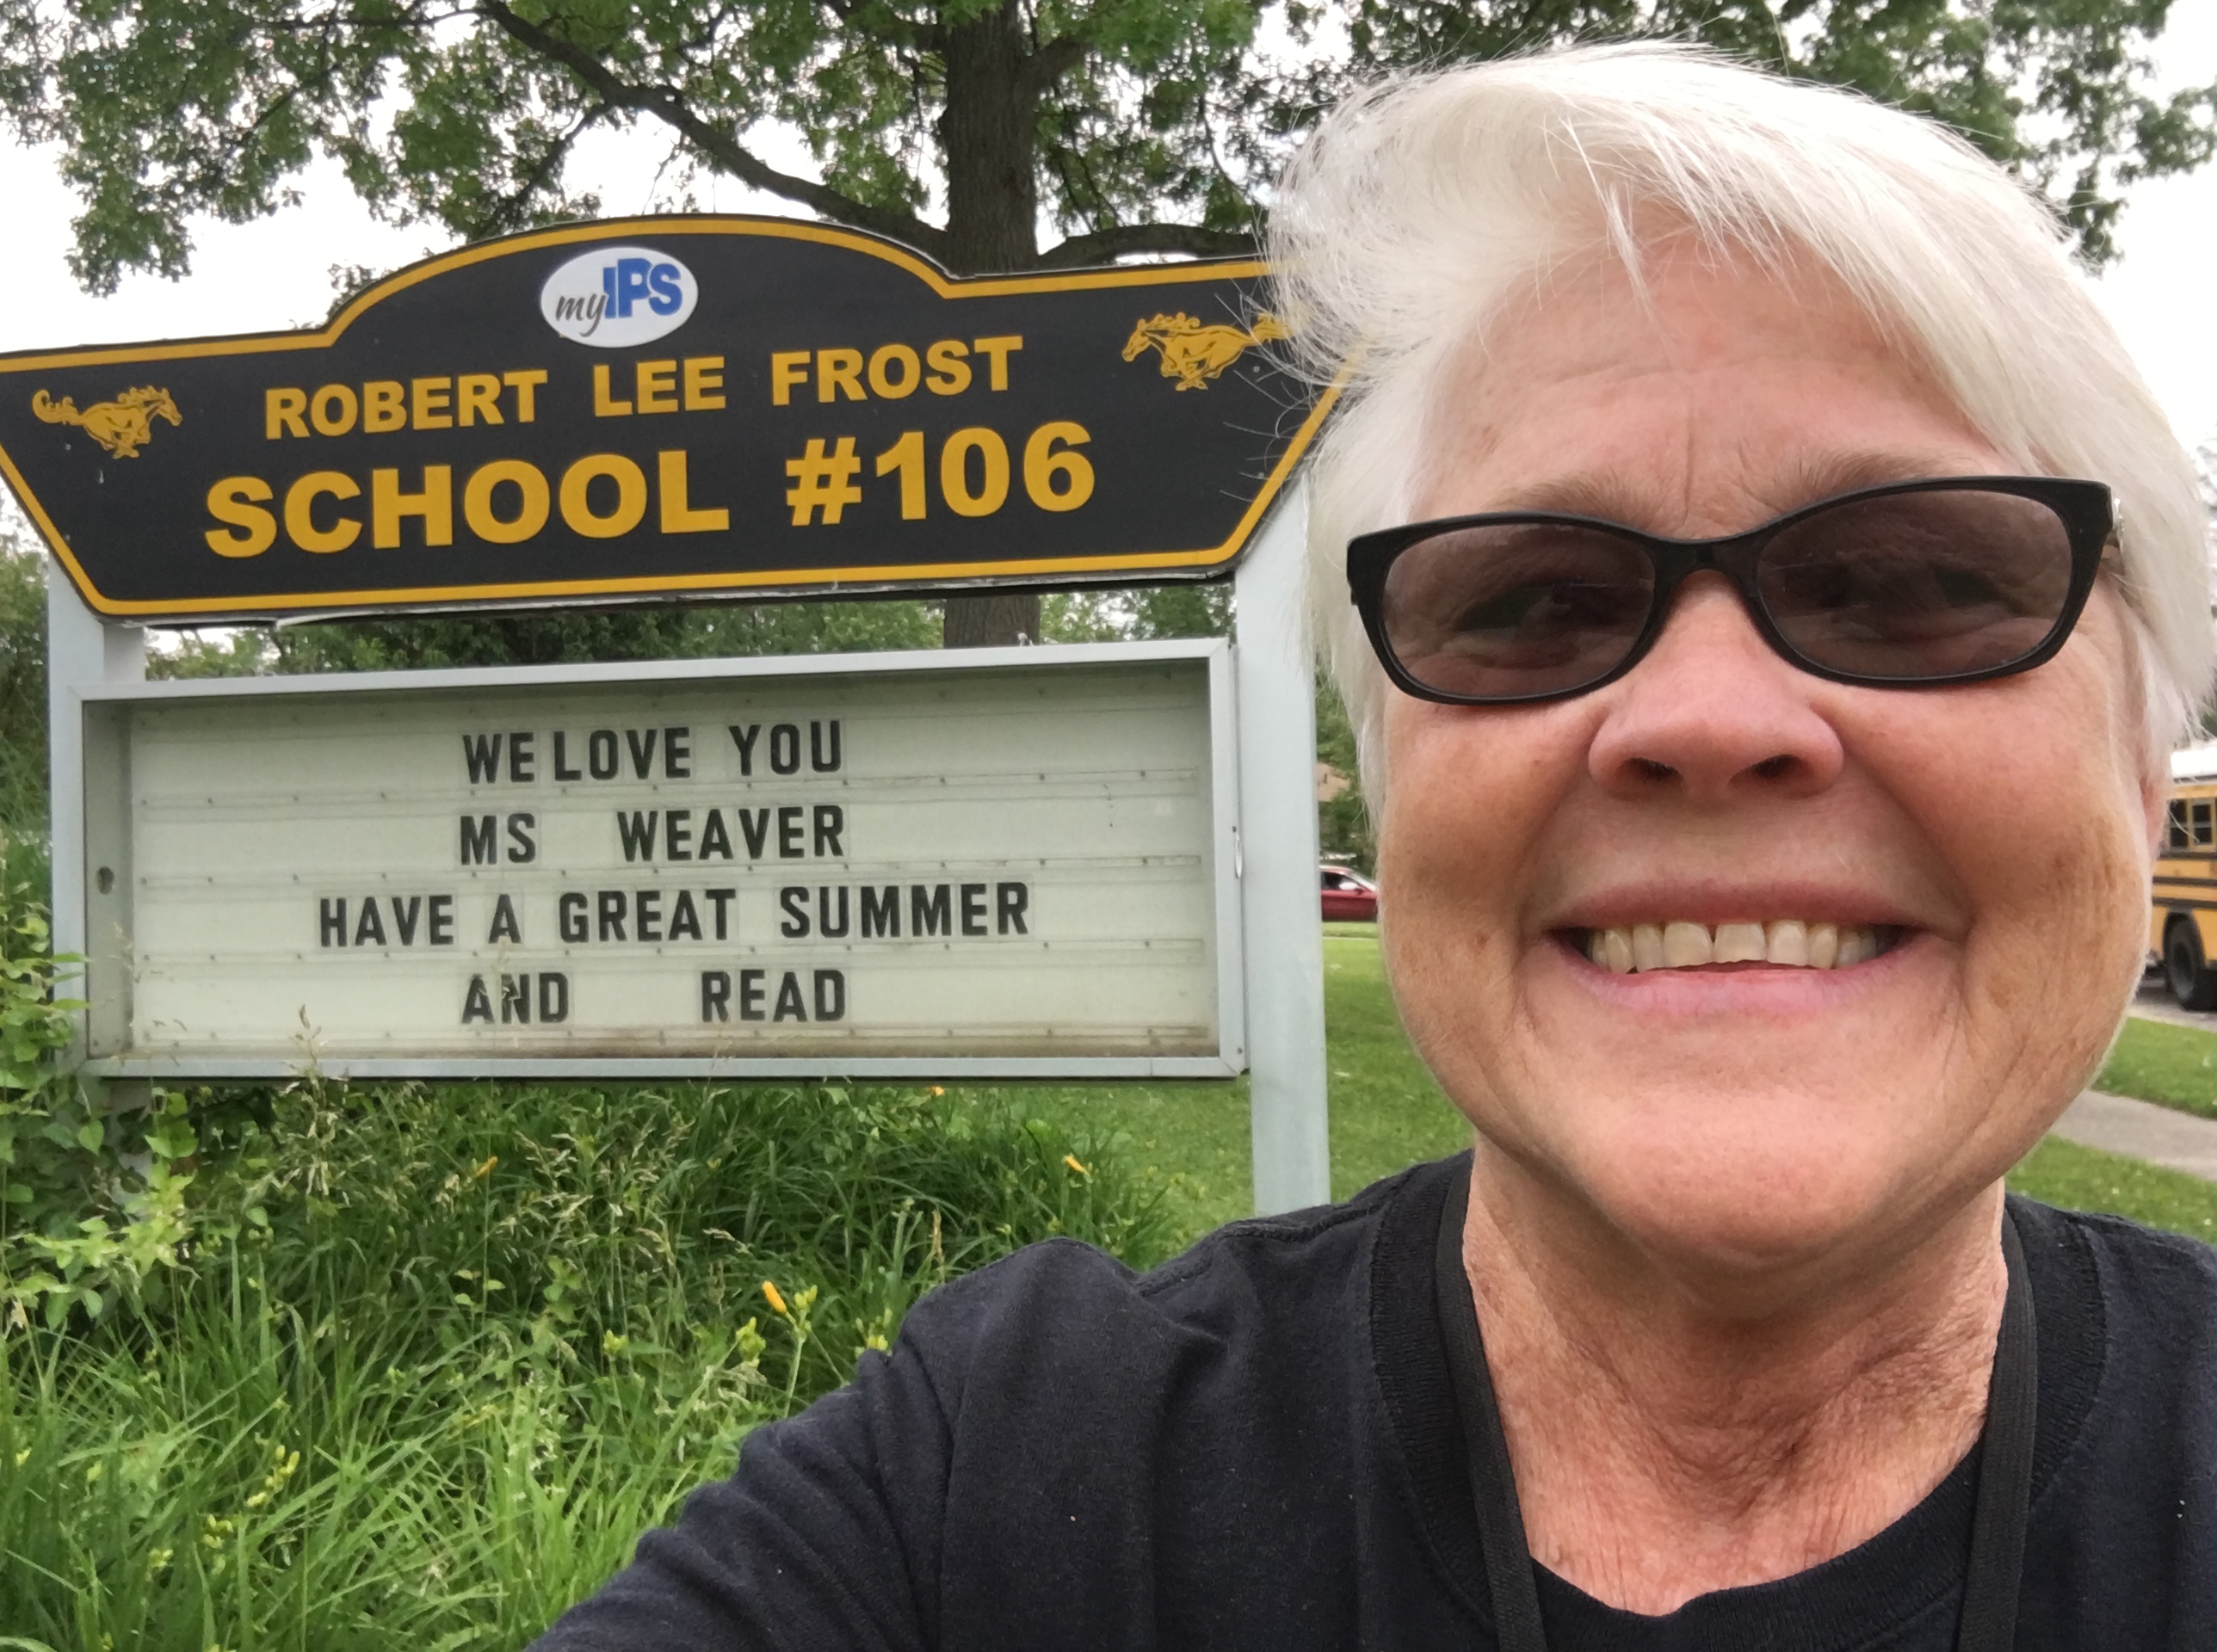 myIPS
ROBERT LEE FROST
SCHOOL #106
WE LOVE YOU
MS WEAVER
HAVE A GREAT SUMMER
AND READ